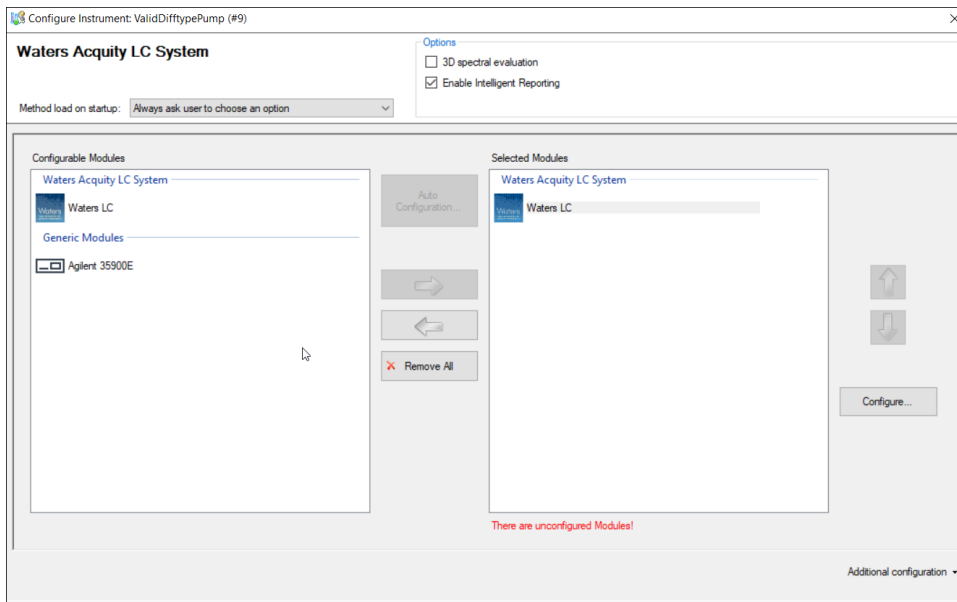 Configure Instrument: ValidDifftypePump (#9)
Waters Acquity LC System
Options
3D spectral evaluation
Enable Intelligent Reporting
Method load on startup: Always ask user to choose an option
Configurable Modules
Selected Modules
Waters Acquity LC System
Waters
Waters LC
Generic Modules
Agilent 35900E
Auto
Configuration...
Remove All
Waters Acquity LC System
Waters
Waters LC
Configure...
There are unconfigured Modules!
Additional configuration